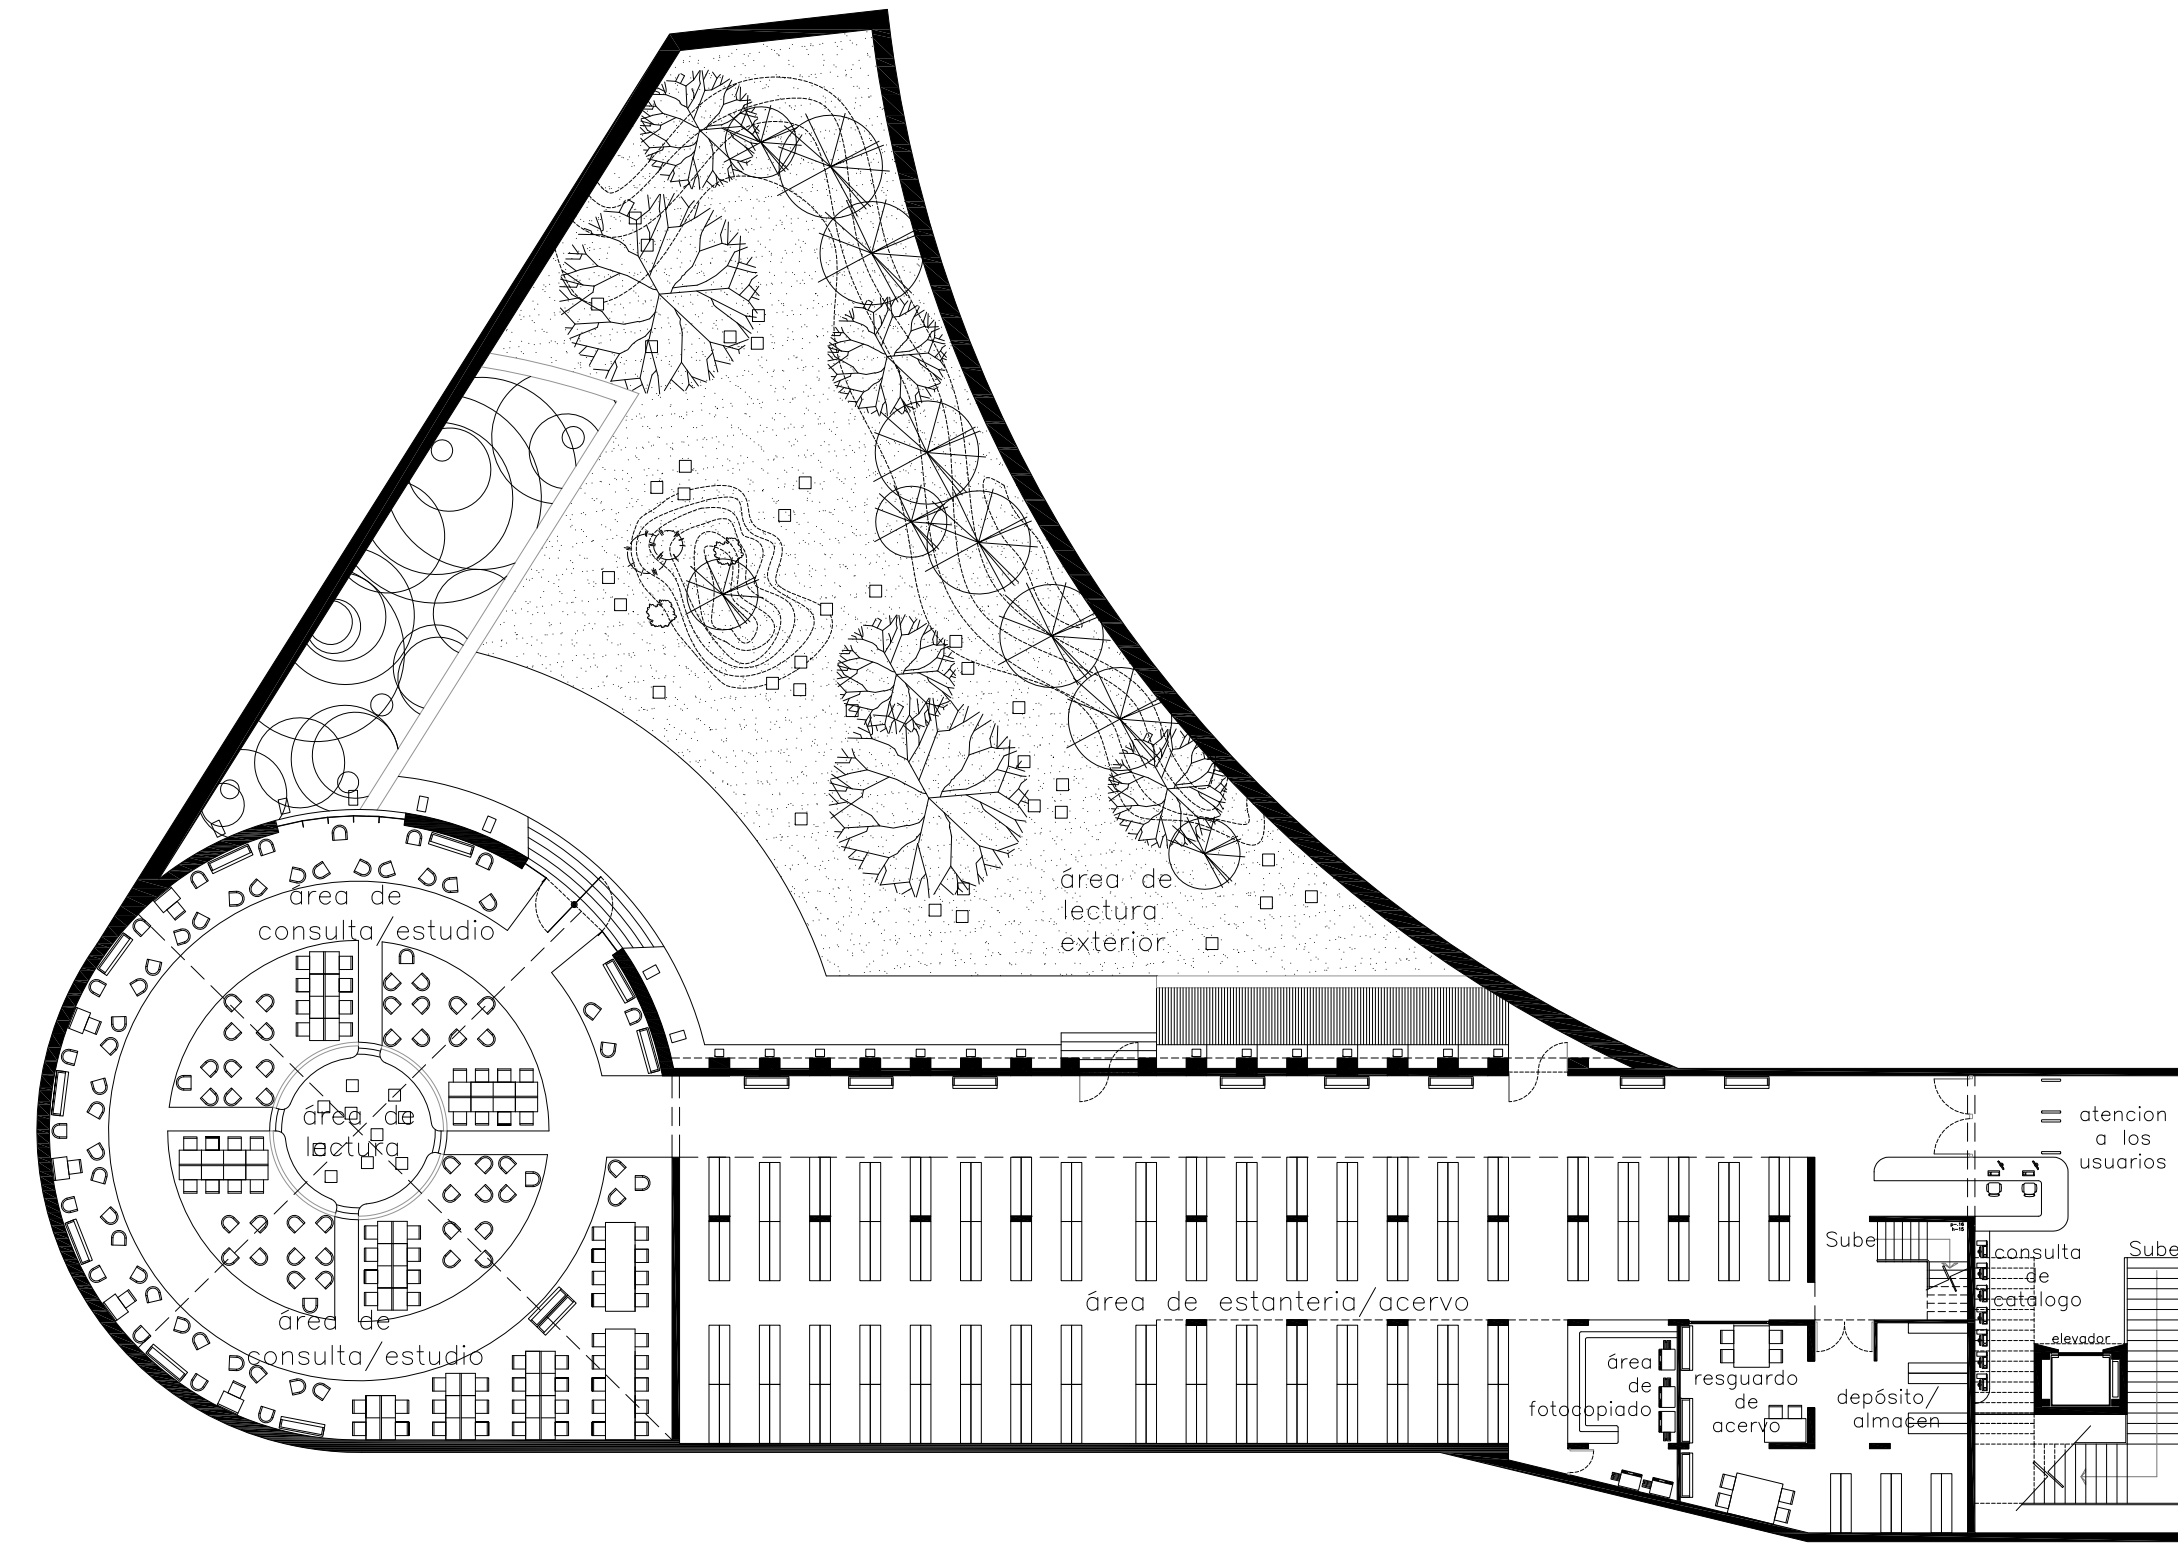 área de
lectura
exterior
área de
consulta/estudio
área de
lectura
área de
consulta/estudio
área de estanteria/acervo
área
de
fotocopiado
resguardo
de
acervo
depósito/
almacen
Sube
atencion
a los
usuarios
consulta
de
catalogo
Sube
elevador